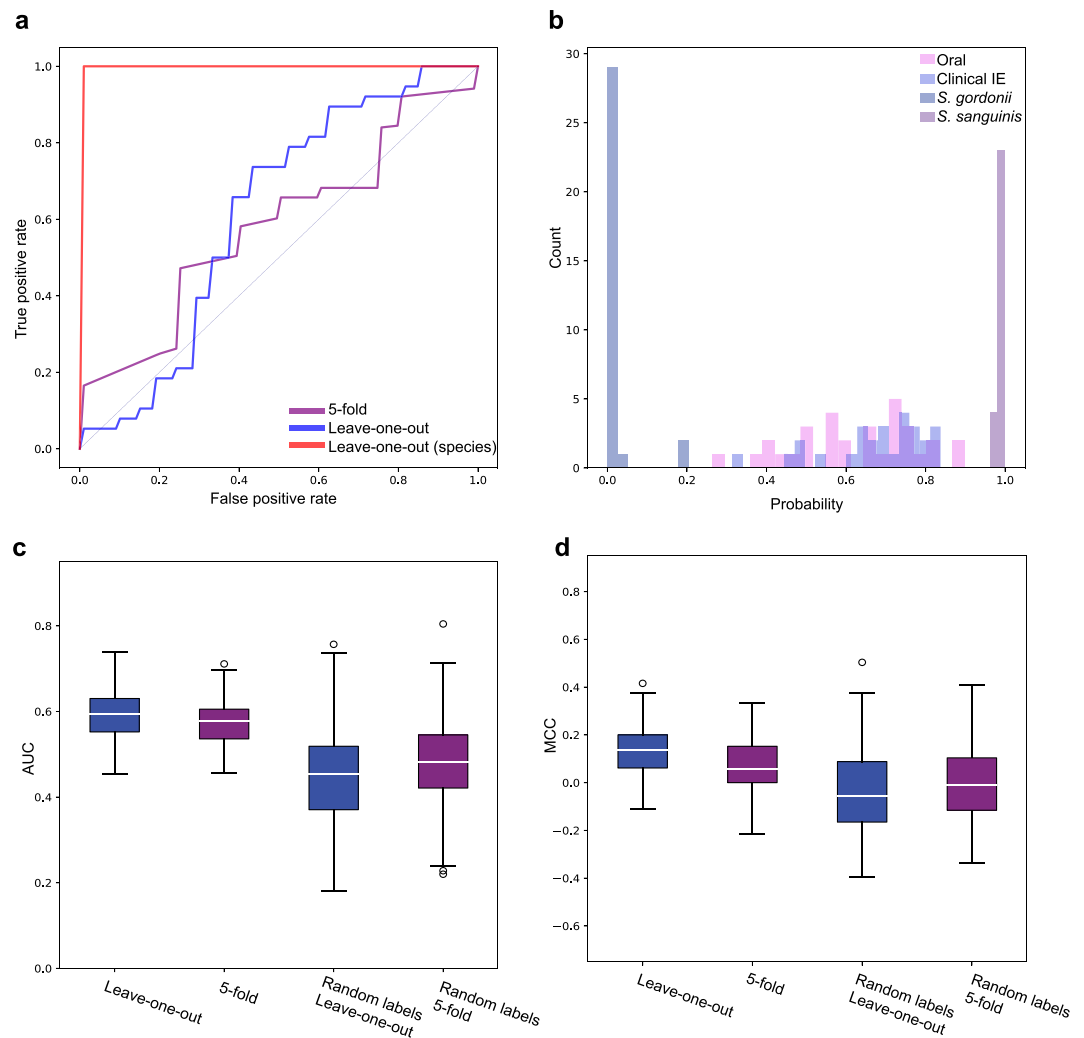 a
1.0
0.8
0.6
0.4
0.2
0.0
True positive rate
0.0 0.2 0.4 0.6 0.8 1.0
False positive rate
5-fold
Leave-one-out
Leave-one-out (species)
b
30
25
20
15
10
5
0
Count
0.0 0.2 0.4 0.6 0.8 1.0
Probability
Oral
Clinical IE
S. gordonii
S. sanguinis
c
0.8
0.6
0.4
0.2
0.0
AUC
Leave-one-out
5-fold
Random labels
Leave-one-out
Random labels
5-fold
d
0.8
0.6
0.4
0.2
0.0
−0.2
−0.4
−0.6
MCC
Leave-one-out
5-fold
Random labels
Leave-one-out
Random labels
5-fold